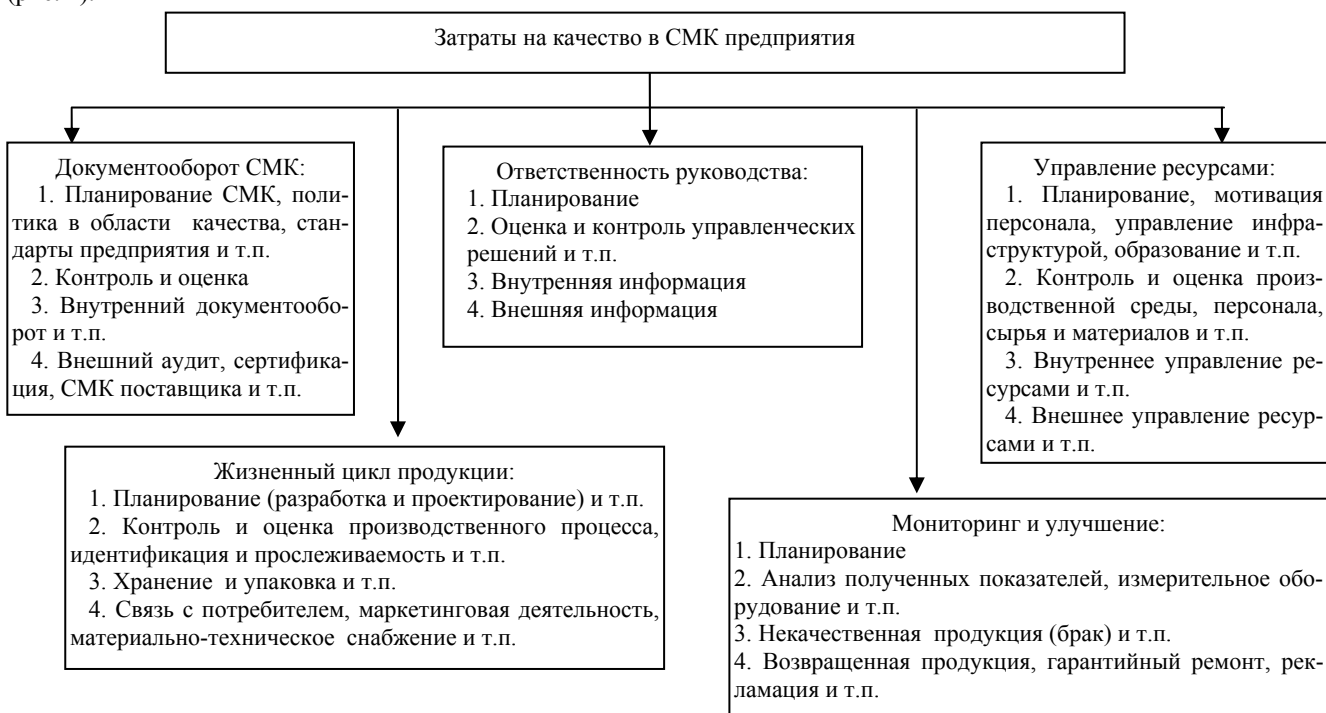 Затраты на качество в СМК предприятия
Документооборот СМК:
1. Планирование СМК, поли-
тика в области качества, стан-
дарты предприятия и т.п.
2. Контроль и оценка
3. Внутренний документообо-
рот и т.п.
4. Внешний аудит, сертифика-
ция, СМК поставщика и т.п.
Ответственность руководства:
1. Планирование
2. Оценка и контроль управленческих
решений и т.п.
3. Внутренняя информация
4. Внешняя информация
Управление ресурсами:
1. Планирование, мотивация
персонала, управление инфра-
структурой, образование и т.п.
2. Контроль и оценка произ-
водственной среды, персонала,
сырья и материалов и т.п.
3. Внутреннее управление ре-
сурсами и т.п.
4. Внешнее управление ресур-
сами и т.п.
Жизненный цикл продукции:
1. Планирование (разработка и проектирование) и т.п.
2. Контроль и оценка производственного процесса,
идентификация и прослеживаемость и т.п.
3. Хранение и упаковка и т.п.
4. Связь с потребителем, маркетинговая деятельность,
материально-техническое снабжение и т.п.
Мониторинг и улучшение:
1. Планирование
2. Анализ полученных показателей, измерительное обо-
рудование и т.п.
3. Некачественная продукция (брак) и т.п.
4. Возвращенная продукция, гарантийный ремонт, рек-
ламация и т.п.